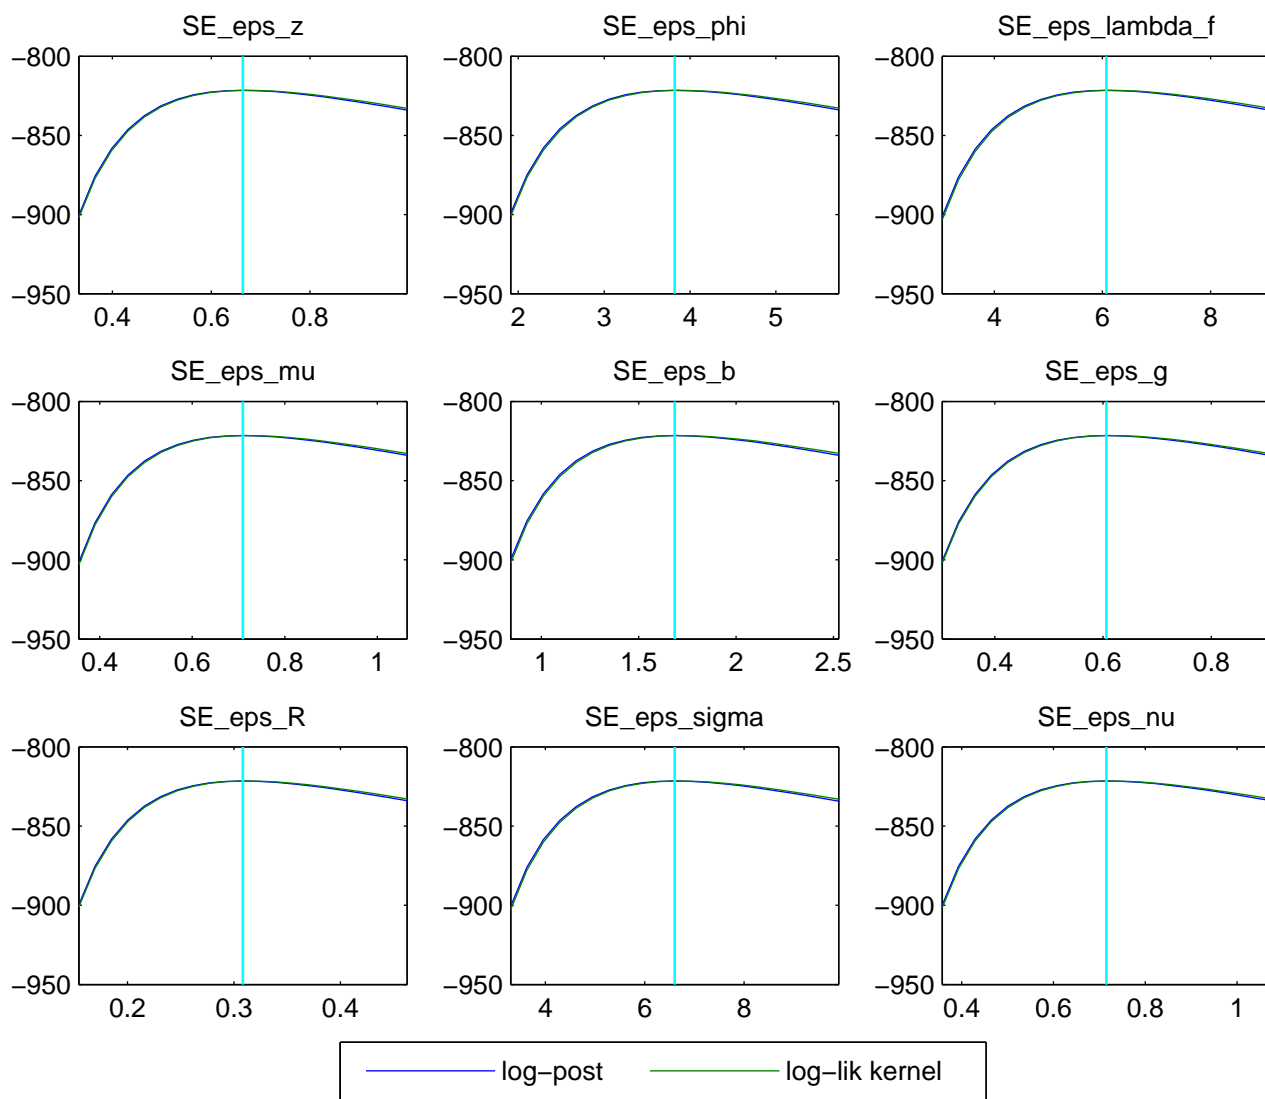 SE_eps_z SE_eps_phi SE_eps_lambda_f
−800 −800 −800
−850 −850 −850
−900 −900 −900
−950 −950 −950
0.4 0.6 0.8 2 3 4 5 4 6 8
SE_eps_mu SE_eps_b SE_eps_g
−800 −800 −800
−850 −850 −850
−900 −900 −900
−950 −950 −950
0.4 0.6 0.8 1 1 1.5 2 2.5 0.4 0.6 0.8
SE_eps_R SE_eps_sigma SE_eps_nu
−800 −800 −800
−850 −850 −850
−900 −900 −900
−950 −950 −950
0.2 0.3 0.4 4 6 8 0.4 0.6 0.8 1
log−post log−lik kernel